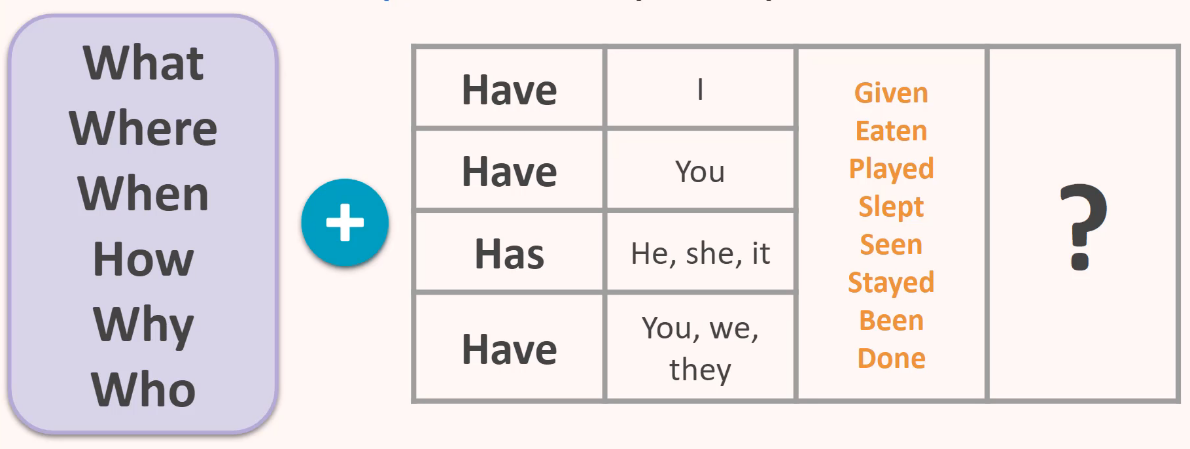 What
Where
When
How
Why
Who
+
Have
I
Have
You
Has
He, she, it
Have
You, we,
they
Given
Eaten
Played
Slept
Seen
Stayed
Been
Done
?